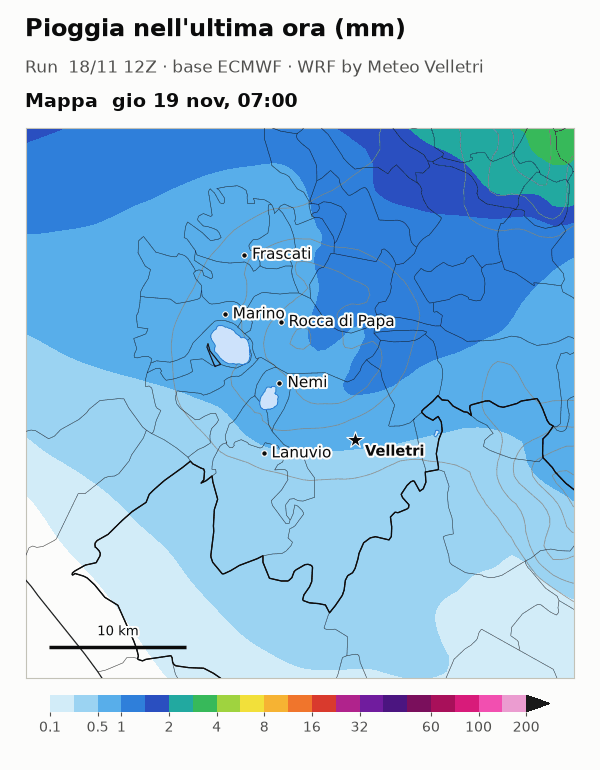 Pioggia nell'ultima ora (mm)
Run  18/11 12Z · base ECMWF · WRF by Meteo Velletri
Mappa  gio 19 nov, 07:00
Frascati
Marino
Rocca di Papa
Nemi
Velletri
Lanuvio
10 km
0.1 0.5 1 2 4 8 16 32 60 100 200